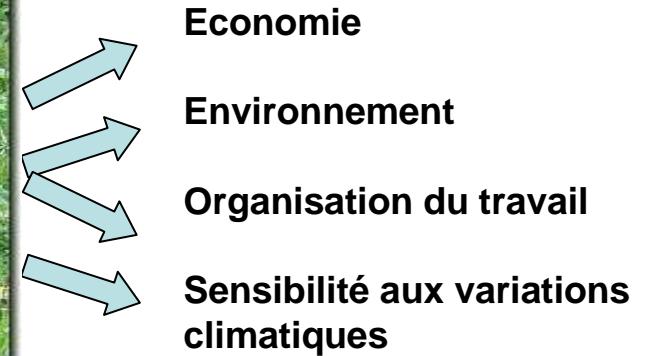 Economie
Environnement
Organisation du travail
Sensibilité aux variations
climatiques